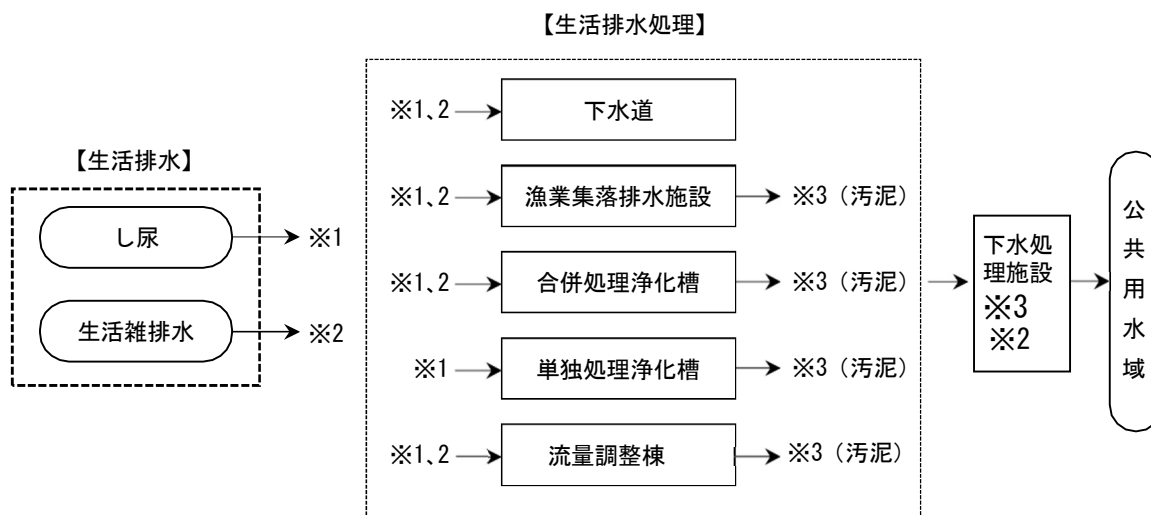 【生活排水処理】
【生活排水】
し尿
※1
生活雑排水
※2
※1、2
下水道
※1、2
漁業集落排水施設
※3（汚泥）
※1、2
合併処理浄化槽
※3（汚泥）
※1
単独処理浄化槽
※3（汚泥）
※1、2
流量調整棟
※3（汚泥）
下水処
理施設
※3
※2
公共用水域